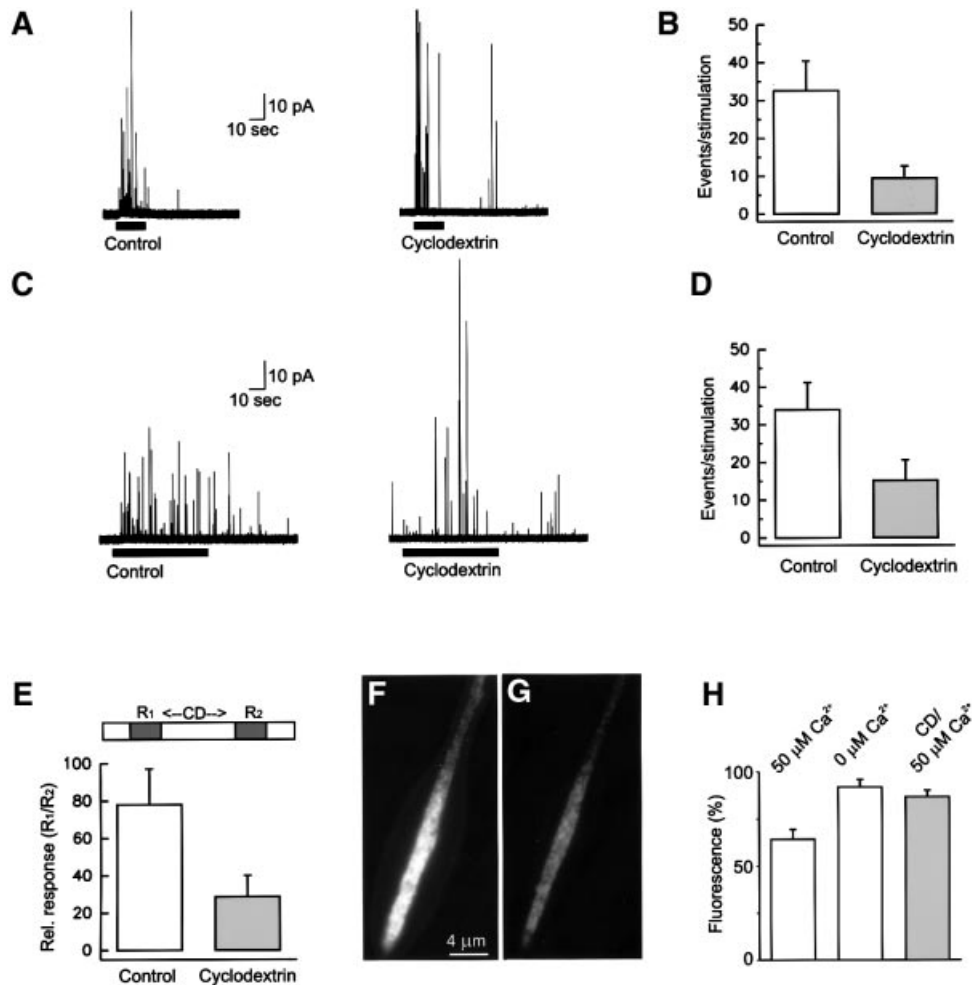 A
10 pA
10 sec
Control
Cyclodextrin
B
Events/stimulation
50
40
30
20
10
0
Control
Cyclodextrin
C
10 pA
10 sec
Control
Cyclodextrin
D
Events/stimulation
50
40
30
20
10
0
Control
Cyclodextrin
E
R₁ <--CD--> R₂
Rel. response (R₁/R₂)
100
80
60
40
20
0
Control
Cyclodextrin
F
4 μm
G
H
50 μM Ca²⁺
0 μM Ca²⁺
CD/
50 μM Ca²⁺
Fluorescence (%)
100
50
0